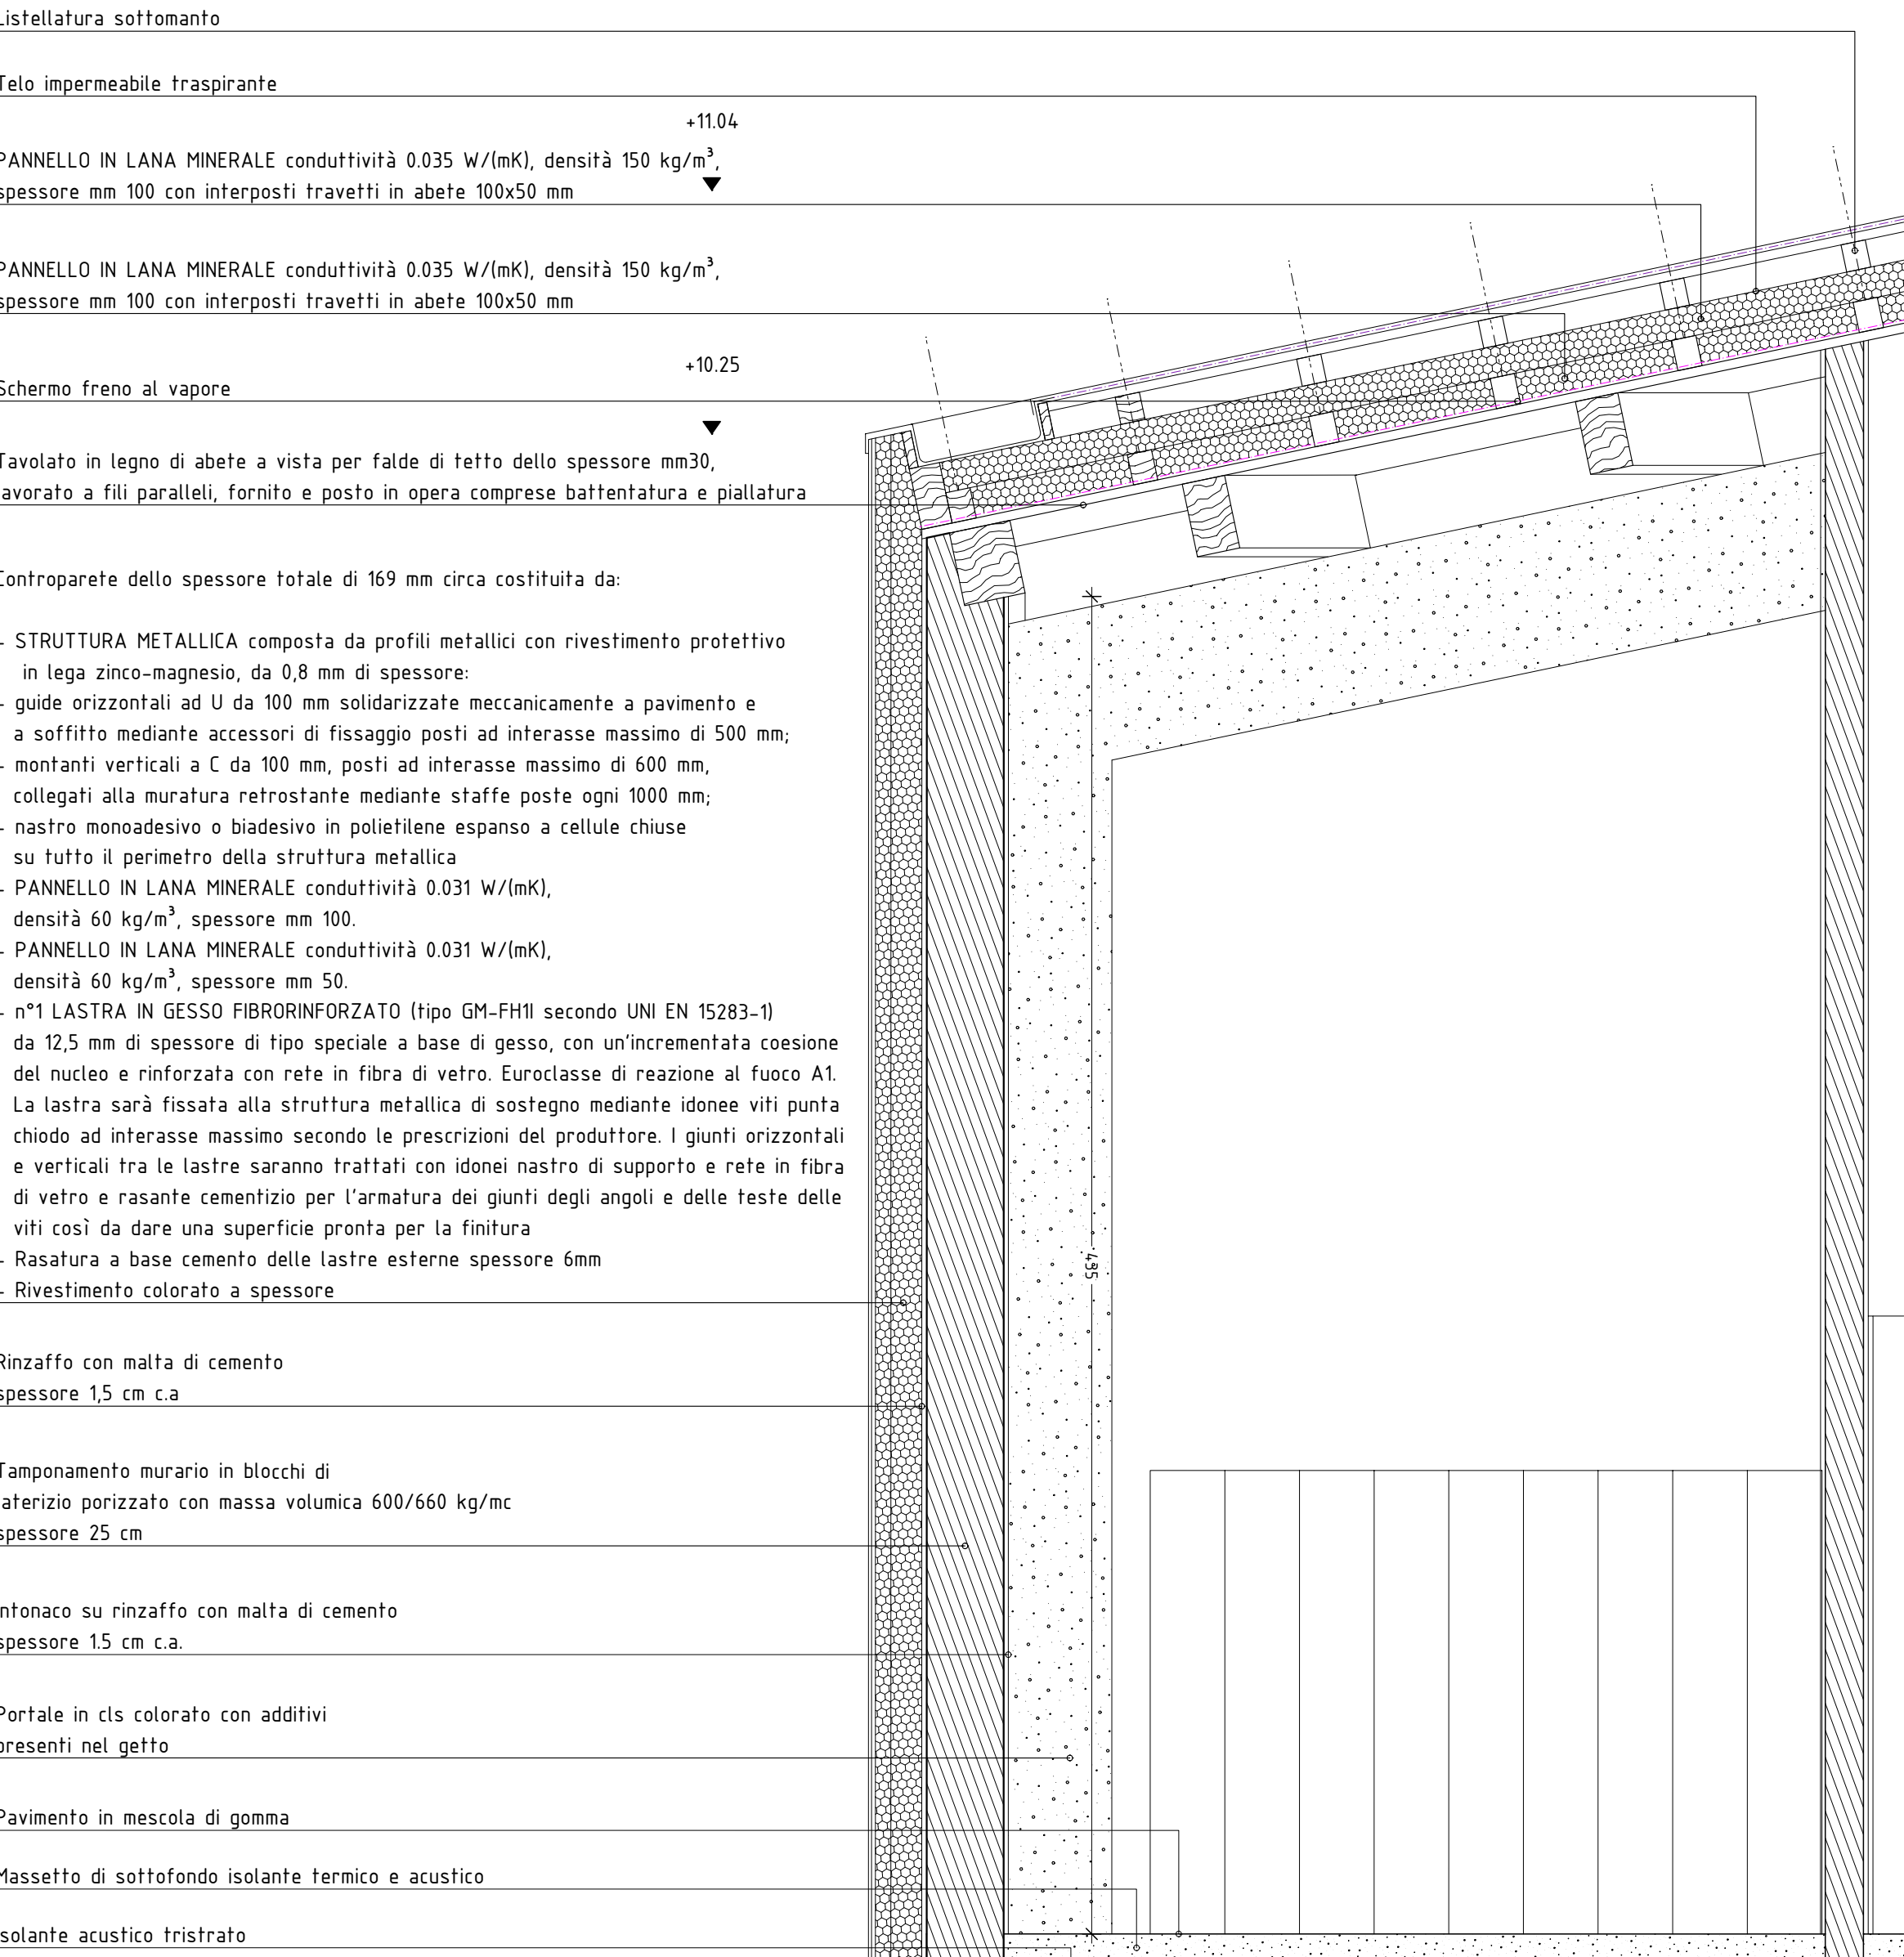 Listellatura sottomanto
Telo impermeabile traspirante
+11.04
PANNELLO IN LANA MINERALE conduttività 0.035 W/(mK), densità 150 kg/m³,
spessore mm 100 con interposti travetti in abete 100x50 mm
PANNELLO IN LANA MINERALE conduttività 0.035 W/(mK), densità 150 kg/m³,
spessore mm 100 con interposti travetti in abete 100x50 mm
+10.25
Schermo freno al vapore
Tavolato in legno di abete a vista per falde di tetto dello spessore mm30,
lavorato a fili paralleli, fornito e posto in opera comprese battentatura e piallatura
Controparete dello spessore totale di 169 mm circa costituita da:
- STRUTTURA METALLICA composta da profili metallici con rivestimento protettivo
in lega zinco-magnesio, da 0,8 mm di spessore:
- guide orizzontali ad U da 100 mm solidarizzate meccanicamente a pavimento e
a soffitto mediante accessori di fissaggio posti ad interasse massimo di 500 mm;
- montanti verticali a C da 100 mm, posti ad interasse massimo di 600 mm,
collegati alla muratura retrostante mediante staffe poste ogni 1000 mm;
- nastro monoadesivo o biadesivo in polietilene espanso a cellule chiuse
su tutto il perimetro della struttura metallica
- PANNELLO IN LANA MINERALE conduttività 0.031 W/(mK),
densità 60 kg/m³, spessore mm 100.
- PANNELLO IN LANA MINERALE conduttività 0.031 W/(mK),
densità 60 kg/m³, spessore mm 50.
- n°1 LASTRA IN GESSO FIBRORINFORZATO (tipo GM-FH1I secondo UNI EN 15283-1)
da 12,5 mm di spessore di tipo speciale a base di gesso, con un'incrementata coesione
del nucleo e rinforzata con rete in fibra di vetro. Euroclasse di reazione al fuoco A1.
La lastra sarà fissata alla struttura metallica di sostegno mediante idonee viti punta
chiodo ad interasse massimo secondo le prescrizioni del produttore. I giunti orizzontali
e verticali tra le lastre saranno trattati con idonei nastro di supporto e rete in fibra
di vetro e rasante cementizio per l'armatura dei giunti degli angoli e delle teste delle
viti così da dare una superficie pronta per la finitura
- Rasatura a base cemento delle lastre esterne spessore 6mm
- Rivestimento colorato a spessore
435
Rinzaffo con malta di cemento
spessore 1,5 cm c.a
Tamponamento murario in blocchi di
laterizio porizzato con massa volumica 600/660 kg/mc
spessore 25 cm
Intonaco su rinzaffo con malta di cemento
spessore 1.5 cm c.a.
Portale in cls colorato con additivi
presenti nel getto
Pavimento in mescola di gomma
Massetto di sottofondo isolante termico e acustico
Isolante acustico tristrato